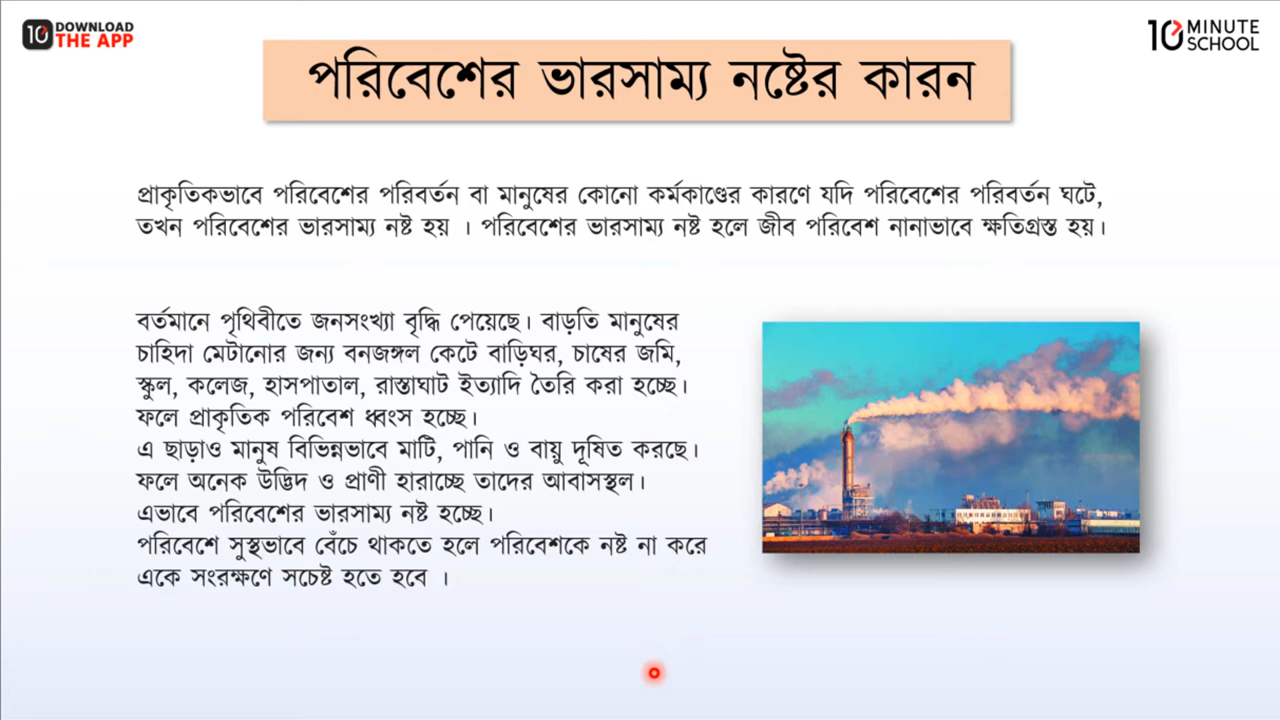 10 DOWNLOAD
THE APP
10 MINUTE
SCHOOL
পরিবেশের ভারসাম্য নষ্টের কারন
প্রাকৃতিকভাবে পরিবেশের পরিবর্তন বা মানুষের কোনো কর্মকাণ্ডের কারণে যদি পরিবেশের পরিবর্তন ঘটে,
তখন পরিবেশের ভারসাম্য নষ্ট হয় । পরিবেশের ভারসাম্য নষ্ট হলে জীব পরিবেশ নানাভাবে ক্ষতিগ্রস্ত হয়।
বর্তমানে পৃথিবীতে জনসংখ্যা বৃদ্ধি পেয়েছে। বাড়তি মানুষের
চাহিদা মেটানোর জন্য বনজঙ্গল কেটে বাড়িঘর, চাষের জমি,
স্কুল, কলেজ, হাসপাতাল, রাস্তাঘাট ইত্যাদি তৈরি করা হচ্ছে।
ফলে প্রাকৃতিক পরিবেশ ধ্বংস হচ্ছে।
এ ছাড়াও মানুষ বিভিন্নভাবে মাটি, পানি ও বায়ু দূষিত করছে।
ফলে অনেক উদ্ভিদ ও প্রাণী হারাচ্ছে তাদের আবাসস্থল।
এভাবে পরিবেশের ভারসাম্য নষ্ট হচ্ছে।
পরিবেশে সুস্থভাবে বেঁচে থাকতে হলে পরিবেশকে নষ্ট না করে
একে সংরক্ষণে সচেষ্ট হতে হবে ।